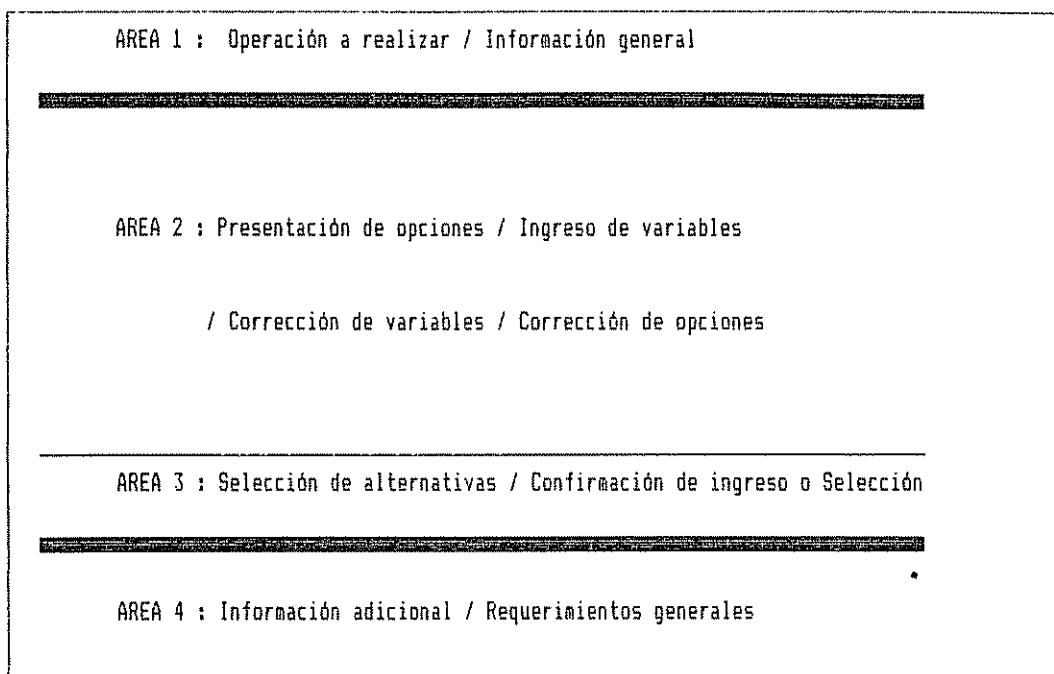 AREA 1 : Operación a realizar / Información general
AREA 2 : Presentación de opciones / Ingreso de variables
/ Corrección de variables / Corrección de opciones
AREA 3 : Selección de alternativas / Confirmación de ingreso o Selección
AREA 4 : Información adicional / Requerimientos generales